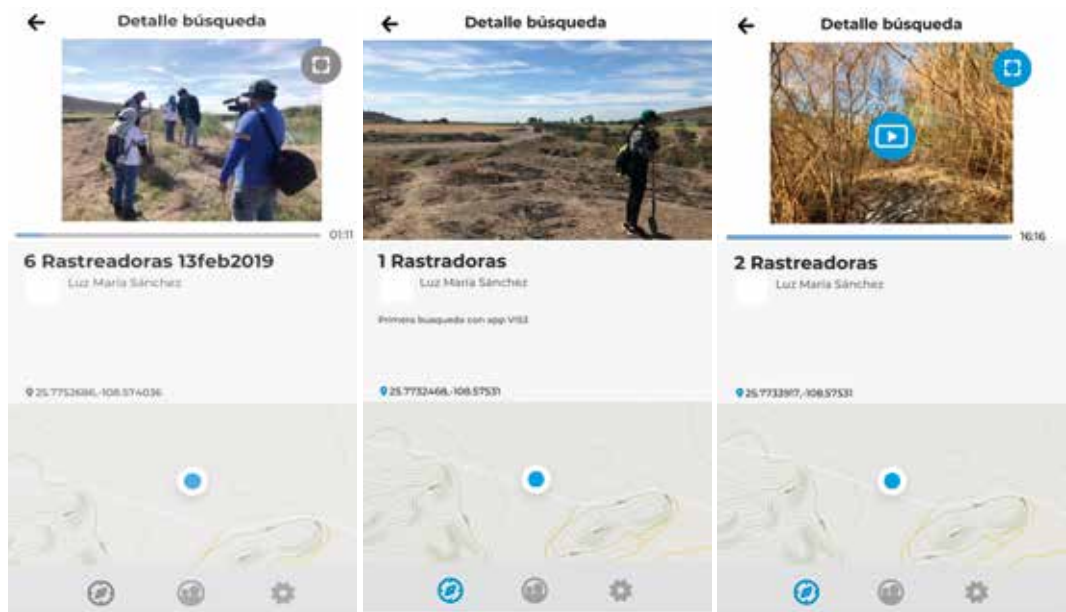 Detalle búsqueda
01:11
6 Rastreadoras 13feb2019
Luz María Sánchez
25.7752686,-108.574036
Detalle búsqueda
1 Rastradoras
Luz María Sánchez
Primera busqueda con app VIS3
25.7732468,-108.57531
Detalle búsqueda
16:16
2 Rastreadoras
Luz María Sánchez
25.7733917,-108.57531